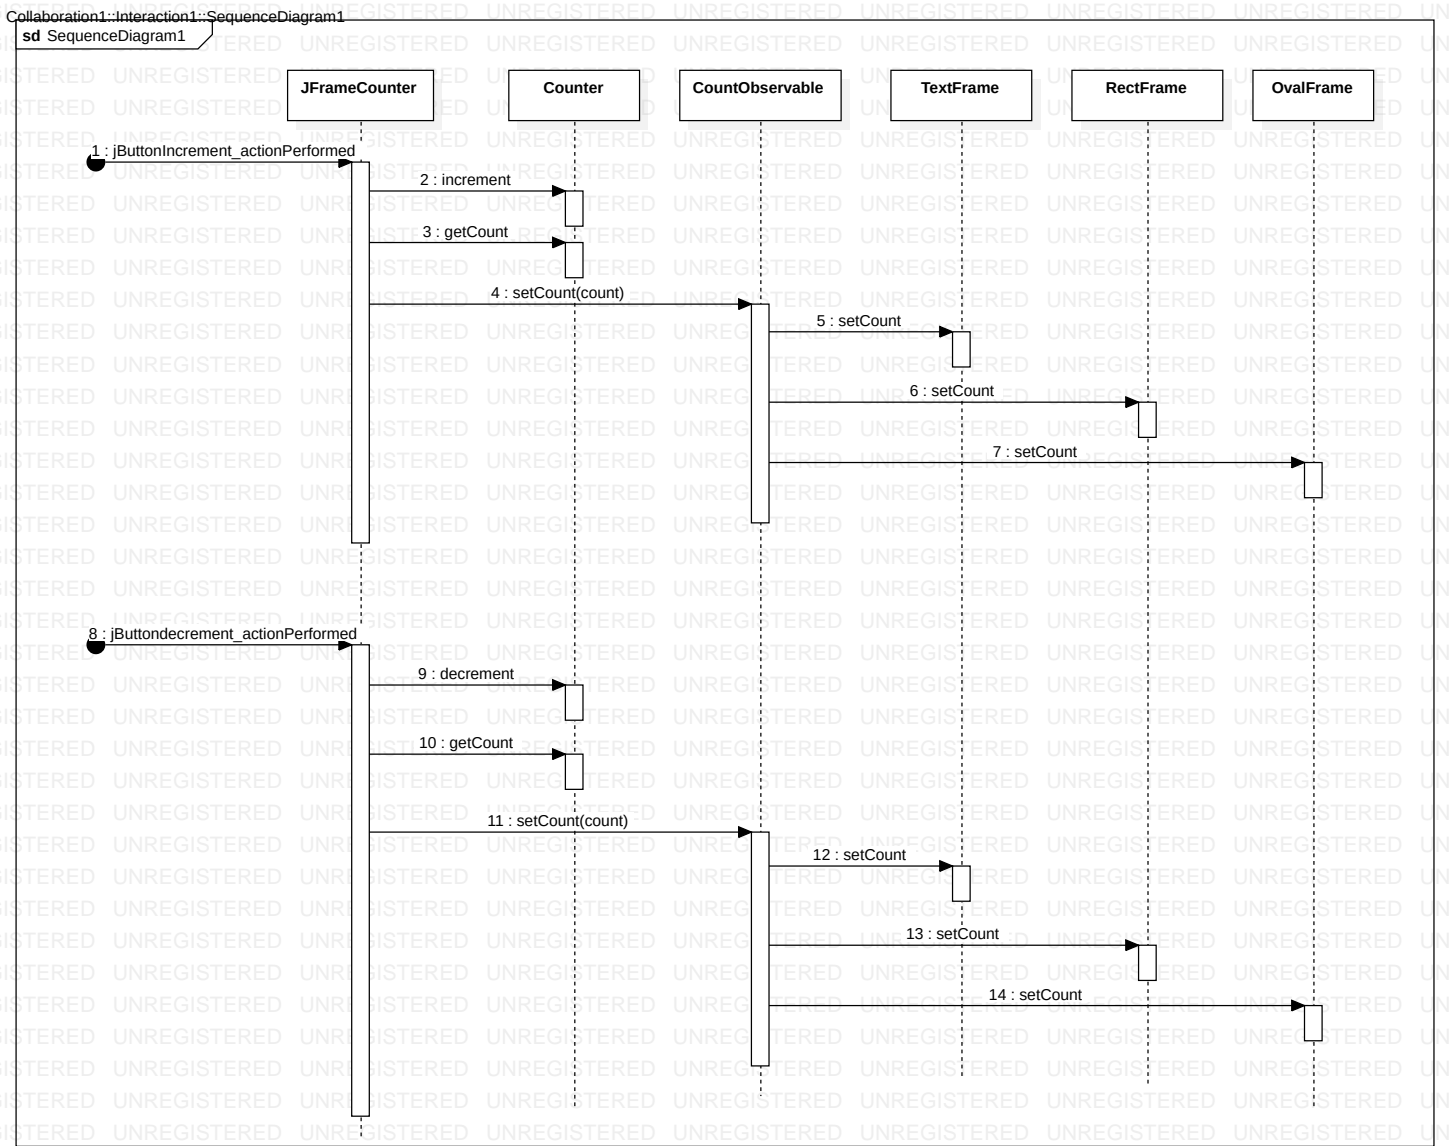 Collaboration1::Interaction1::SequenceDiagram1
sd SequenceDiagram1
JFrameCounter Counter CountObservable TextFrame RectFrame OvalFrame
1 : jButtonIncrement_actionPerformed
2 : increment
3 : getCount
4 : setCount(count)
5 : setCount
6 : setCount
7 : setCount
8 : jButtondecrement_actionPerformed
9 : decrement
10 : getCount
11 : setCount(count)
12 : setCount
13 : setCount
14 : setCount
UNREGISTERED